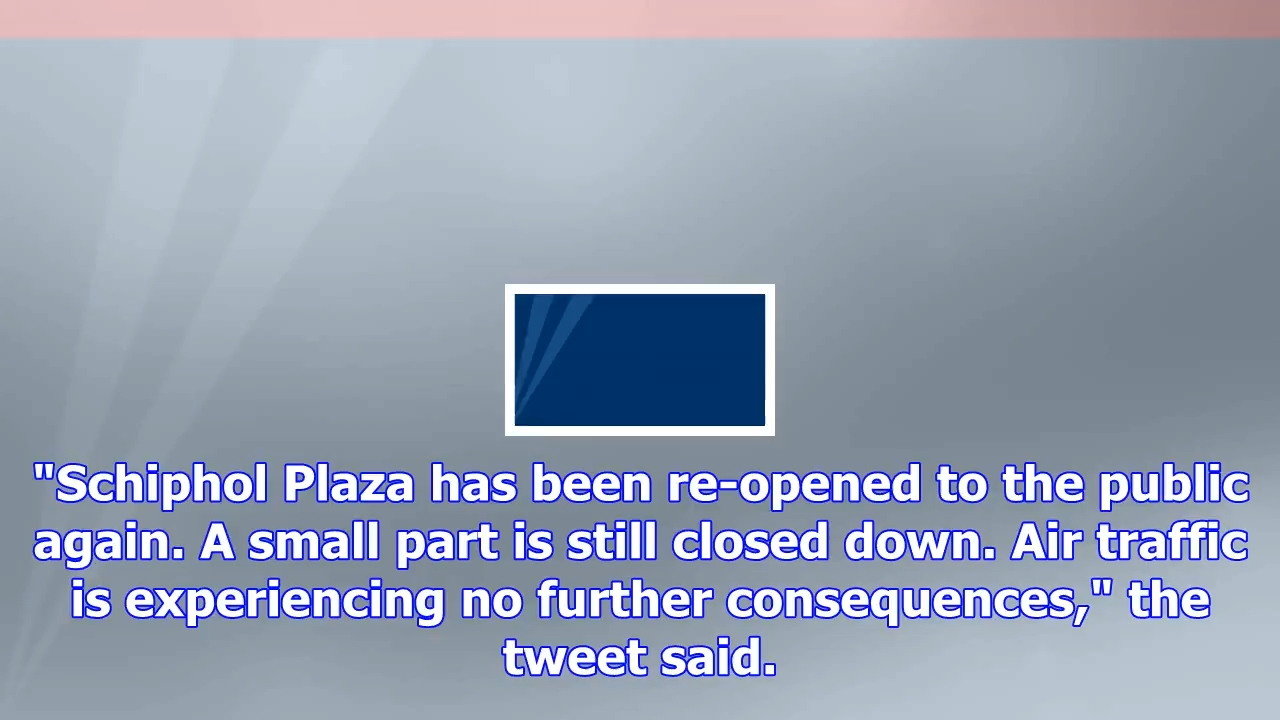 "Schiphol Plaza has been re-opened to the public
again. A small part is still closed down. Air traffic
is experiencing no further consequences," the
tweet said.